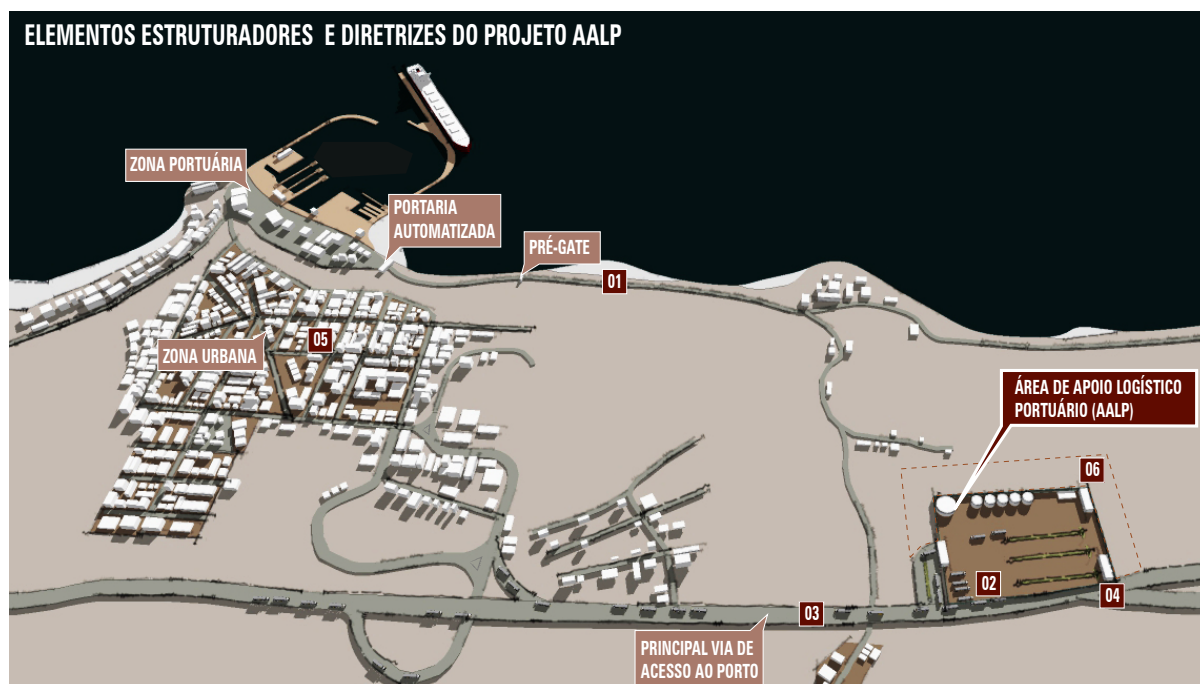 ELEMENTOS ESTRUTURADORES E DIRETRIZES DO PROJETO AALP
ZONA PORTUÁRIA
PORTARIA
AUTOMATIZADA
PRÉ-GATE
01
05
ZONA URBANA
ÁREA DE APOIO LOGÍSTICO
PORTUÁRIO (AALP)
06
02
04
03
PRINCIPAL VIA DE
ACESSO AO PORTO